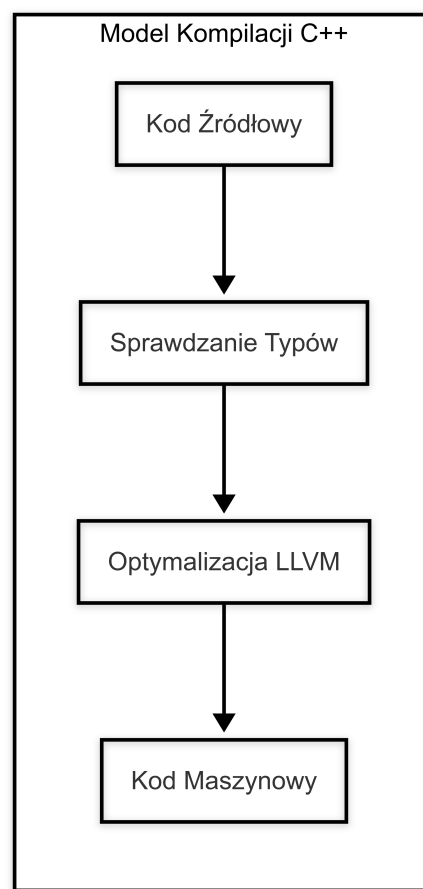 Model Kompilacji C++
Kod Źródłowy
Sprawdzanie Typów
Optymalizacja LLVM
Kod Maszynowy